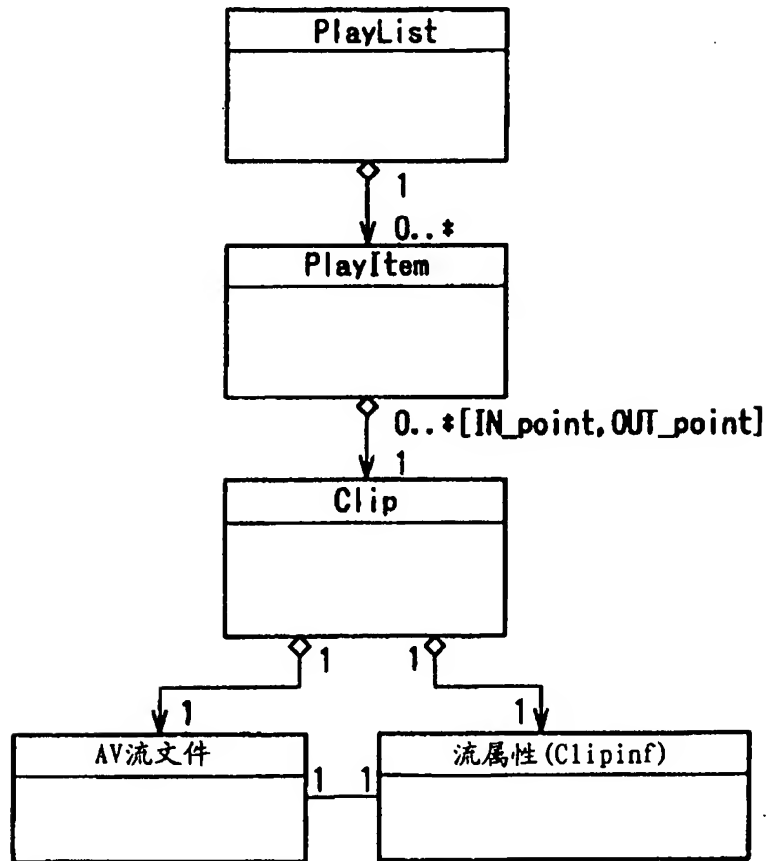 PlayList
1
0..*
PlayItem
0..*[IN_point, OUT_point]
1
Clip
1 1
1 1
AV流文件 流属性(Clipinf)
1 1